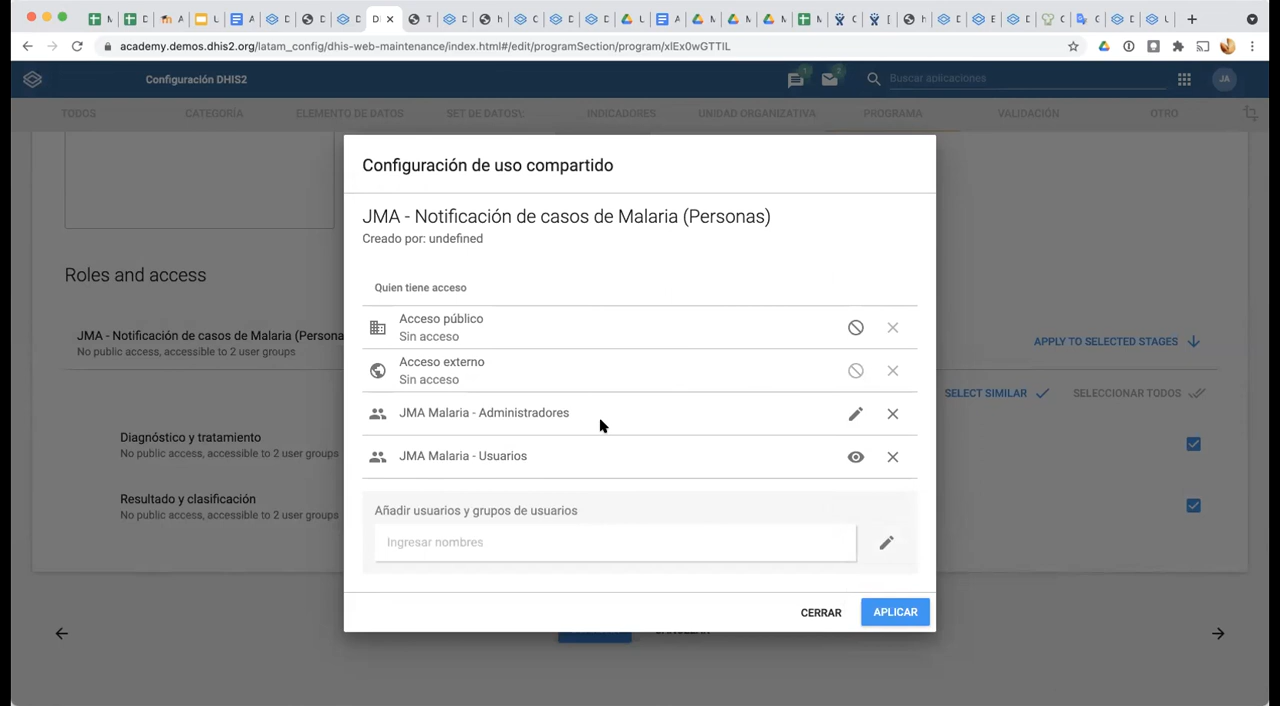 academy.demos.dhis2.org/latam_config/dhis-web-maintenance/index.html#/edit/programSection/program/xlEx0wGTTIL
Configuración DHIS2
1
2
Buscar aplicaciones
JA
TODOS
CATEGORÍA
ELEMENTO DE DATOS
SET DE DATOS\
INDICADORES
UNIDAD ORGANIZATIVA
PROGRAMA
VALIDACIÓN
OTRO
Configuración de uso compartido
JMA - Notificación de casos de Malaria (Personas)
Creado por: undefined
Quien tiene acceso
Acceso público
Sin acceso
Acceso externo
Sin acceso
JMA Malaria - Administradores
JMA Malaria - Usuarios
Añadir usuarios y grupos de usuarios
Ingresar nombres
CERRAR
APLICAR
Roles and access
JMA - Notificación de casos de Malaria (Persona
No public access, accessible to 2 user groups
APPLY TO SELECTED STAGES
SELECT SIMILAR
SELECCIONAR TODOS
Diagnóstico y tratamiento
No public access, accessible to 2 user groups
Resultado y clasificación
No public access, accessible to 2 user groups